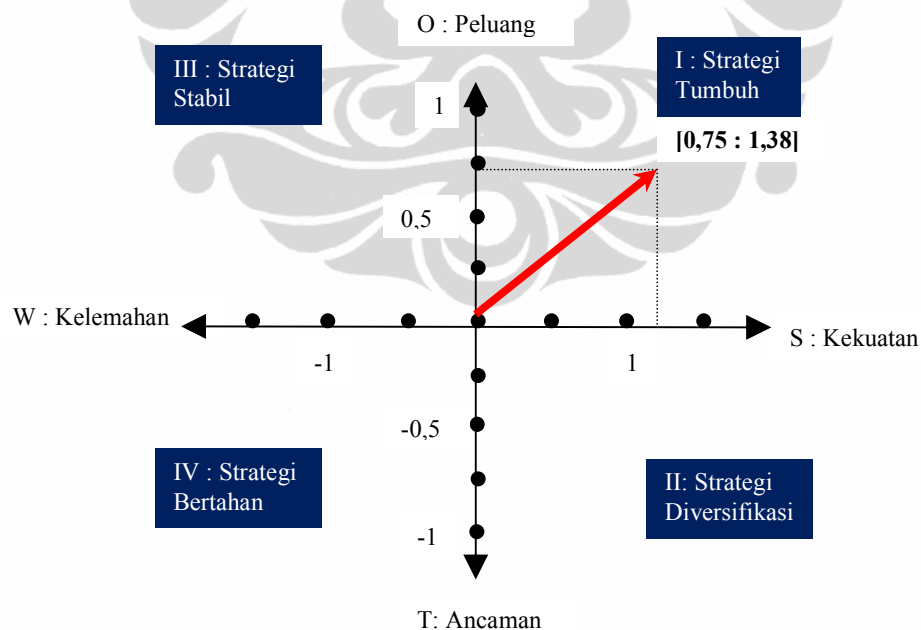 O : Peluang
III : Strategi
Stabil
I : Strategi
Tumbuh
1
[0,75 : 1,38]
0,5
W : Kelemahan
S : Kekuatan
-1
1
-0,5
IV : Strategi
Bertahan
II: Strategi
Diversifikasi
-1
T: Ancaman